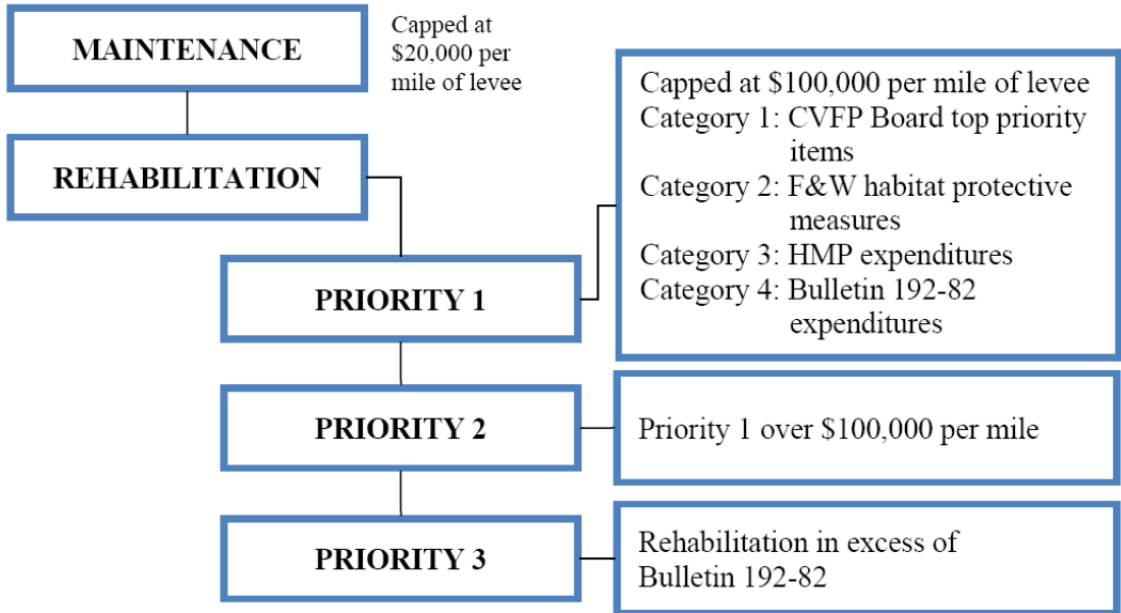 MAINTENANCE
Capped at
$20,000 per
mile of levee
REHABILITATION
PRIORITY 1
Capped at $100,000 per mile of levee
Category 1: CVFP Board top priority
items
Category 2: F&W habitat protective
measures
Category 3: HMP expenditures
Category 4: Bulletin 192-82
expenditures
PRIORITY 2
Priority 1 over $100,000 per mile
PRIORITY 3
Rehabilitation in excess of
Bulletin 192-82